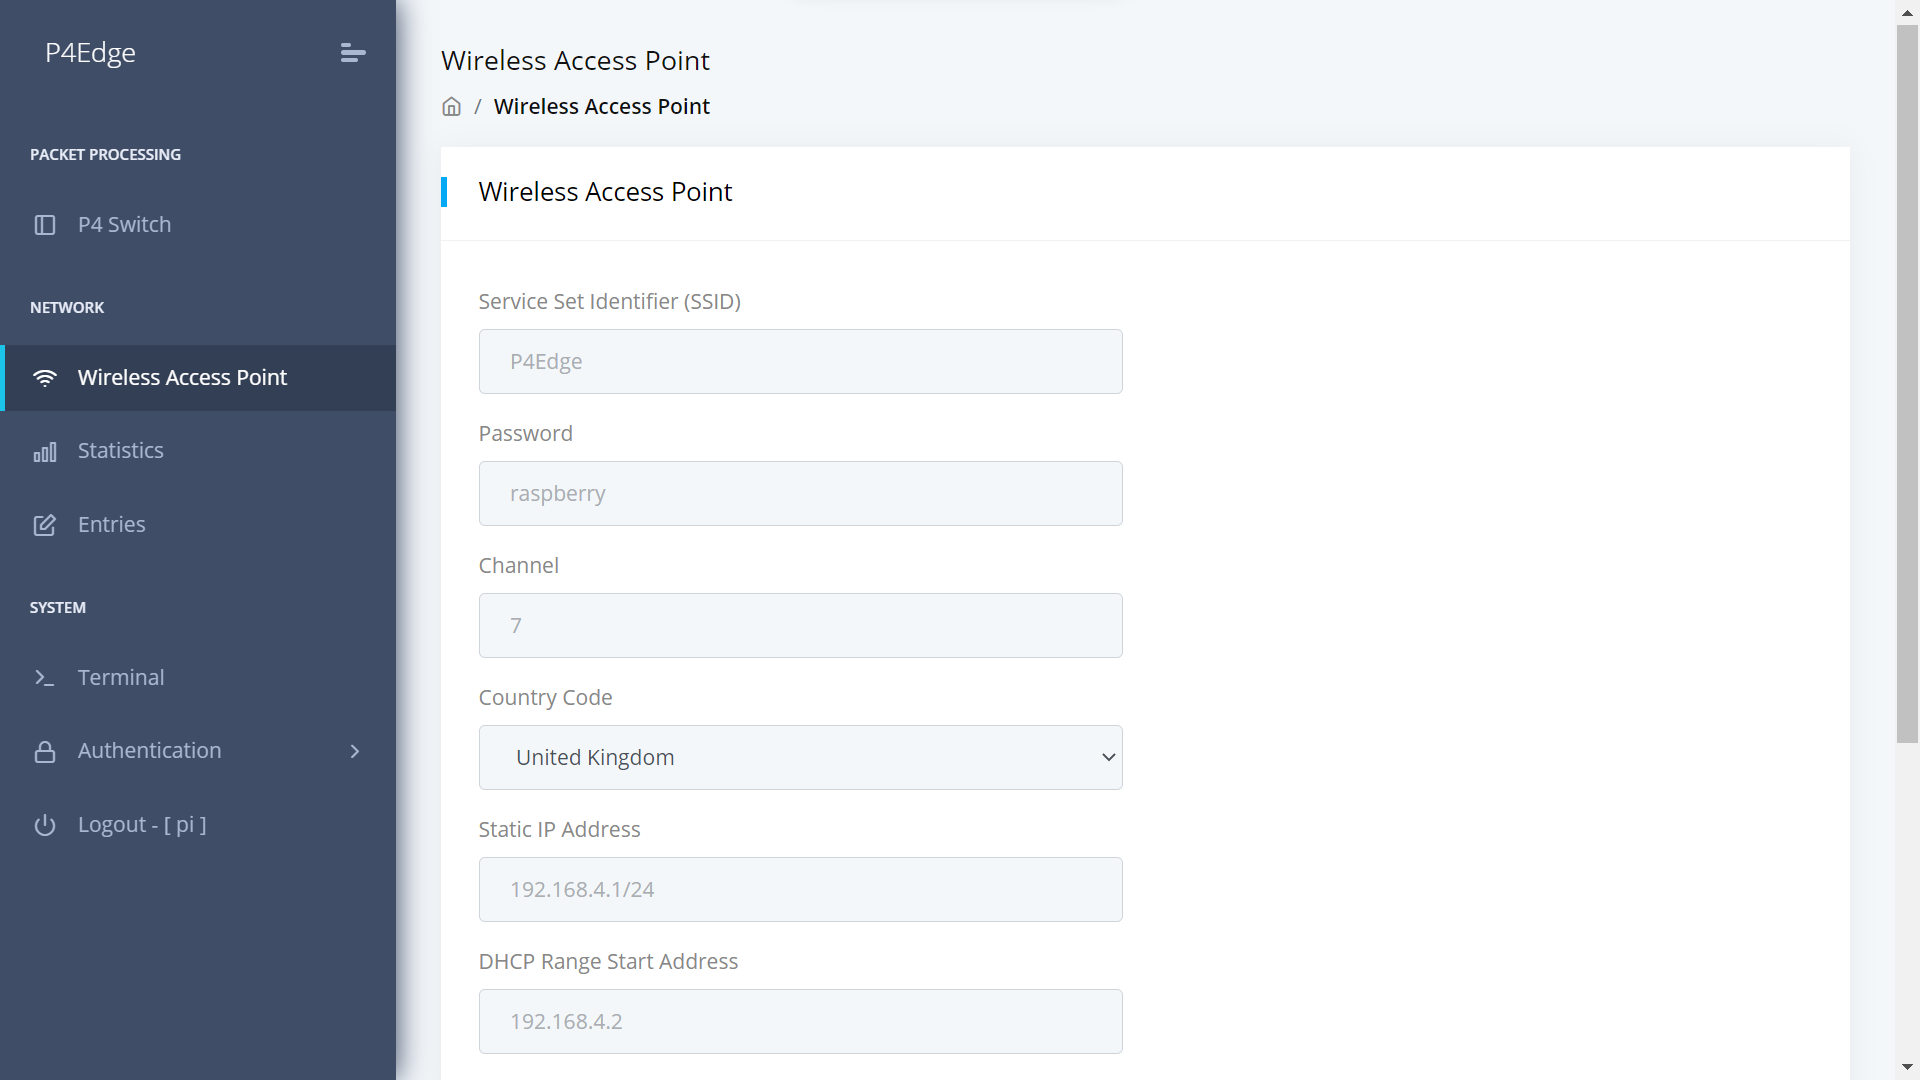 P4Edge
PACKET PROCESSING
P4 Switch
NETWORK
Wireless Access Point
Statistics
Entries
SYSTEM
Terminal
Authentication
Logout - [ pi ]
Wireless Access Point
/ Wireless Access Point
Wireless Access Point
Service Set Identifier (SSID)
P4Edge
Password
raspberry
Channel
7
Country Code
United Kingdom
Static IP Address
192.168.4.1/24
DHCP Range Start Address
192.168.4.2